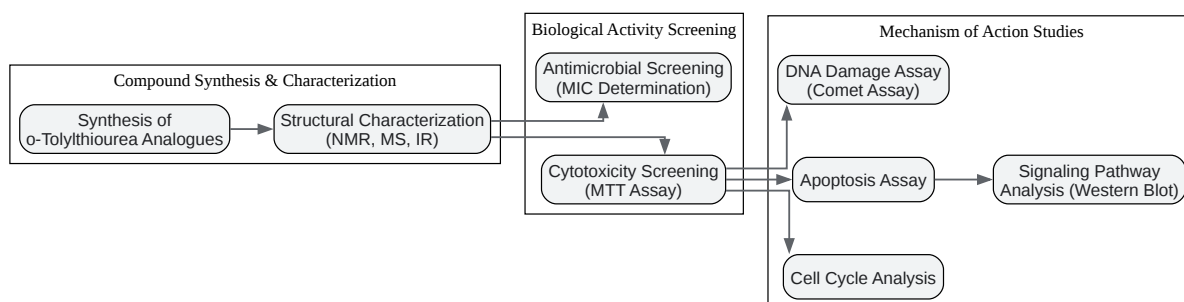 Compound Synthesis & Characterization
Synthesis of
o-Tolylthiourea Analogues
Structural Characterization
(NMR, MS, IR)
Biological Activity Screening
Antimicrobial Screening
(MIC Determination)
Cytotoxicity Screening
(MTT Assay)
Mechanism of Action Studies
DNA Damage Assay
(Comet Assay)
Apoptosis Assay
Signaling Pathway
Analysis (Western Blot)
Cell Cycle Analysis